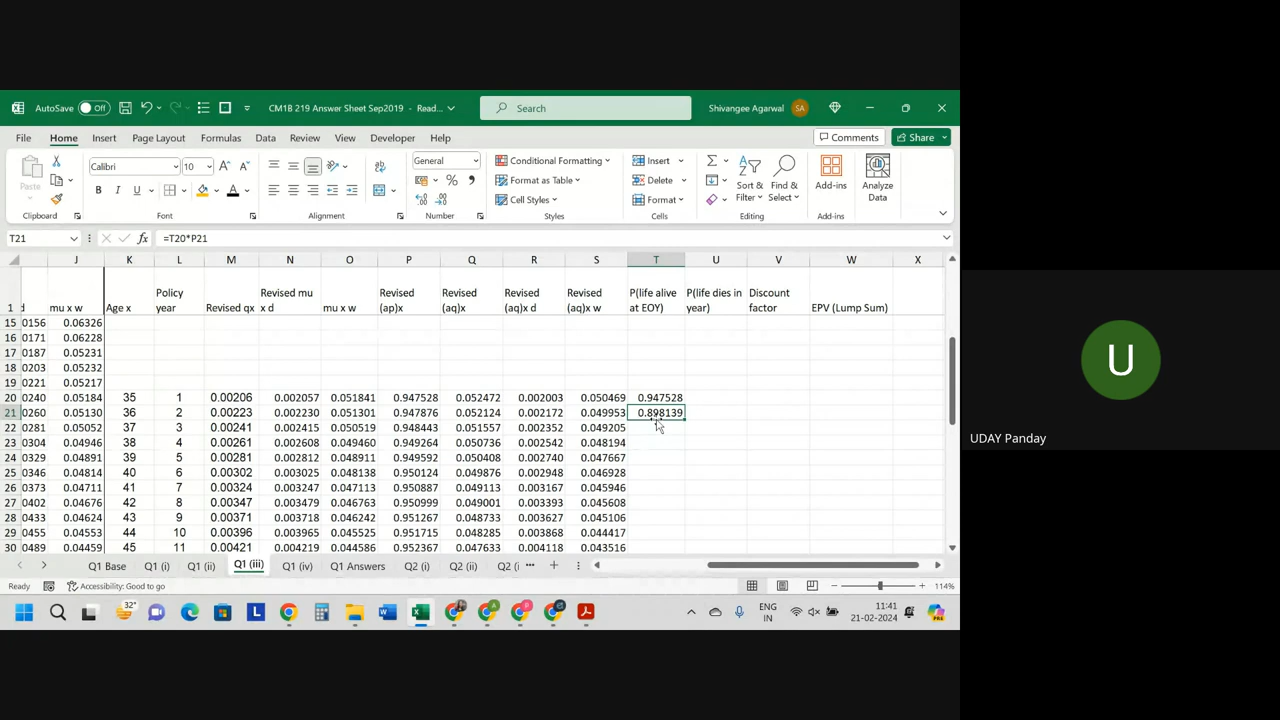 AutoSave Off CM1B 219 Answer Sheet Sep2019 - Read... Search Shivangee Agarwal SA
File Home Insert Page Layout Formulas Data Review View Developer Help Comments Share
Calibri 10 General Conditional Formatting Insert
Paste Format as Table Delete Sort & Filter Find & Select Add-ins Analyze Data
B I U Cell Styles Format
Clipboard Font Alignment Number Styles Cells Editing Add-ins
T21 fx =T20*P21
J K L M N O P Q R S T U V W X
1 d mu x w Age x Policy year Revised qx Revised mu x d mu x w Revised (ap)x Revised (aq)x Revised (aq)x d Revised (aq)x w P(life alive at EOY) P(life dies in year) Discount factor EPV (Lump Sum)
15 0156 0.06326
16 0171 0.06228
17 0187 0.05231
18 0203 0.05232
19 0221 0.05217
20 0240 0.05184 35 1 0.00206 0.002057 0.051841 0.947528 0.052472 0.002003 0.050469 0.947528
21 0260 0.05130 36 2 0.00223 0.002230 0.051301 0.947876 0.052124 0.002172 0.049953 0.898139
22 0281 0.05052 37 3 0.00241 0.002415 0.050519 0.948443 0.051557 0.002352 0.049205
23 0304 0.04946 38 4 0.00261 0.002608 0.049460 0.949264 0.050736 0.002542 0.048194
24 0329 0.04891 39 5 0.00281 0.002812 0.048911 0.949592 0.050408 0.002740 0.047667
25 0346 0.04814 40 6 0.00302 0.003025 0.048138 0.950124 0.049876 0.002948 0.046928
26 0374 0.04711 41 7 0.00324 0.003247 0.047113 0.950887 0.049113 0.003167 0.045946
27 0402 0.04676 42 8 0.00347 0.003479 0.046763 0.950999 0.049001 0.003393 0.045608
28 0433 0.04624 43 9 0.00371 0.003718 0.046242 0.951267 0.048733 0.003627 0.045106
29 0455 0.04553 44 10 0.00396 0.003965 0.045525 0.951715 0.048285 0.003868 0.044417
30 0489 0.04459 45 11 0.00421 0.004219 0.044586 0.952367 0.047633 0.004118 0.043516
Q1 Base Q1 (i) Q1 (ii) Q1 (iii) Q1 (iv) Q1 Answers Q2 (i) Q2 (ii) Q2 (i ...
Ready Accessibility: Good to go 114%
32° ENG IN 11:41 21-02-2024
U
UDAY Panday